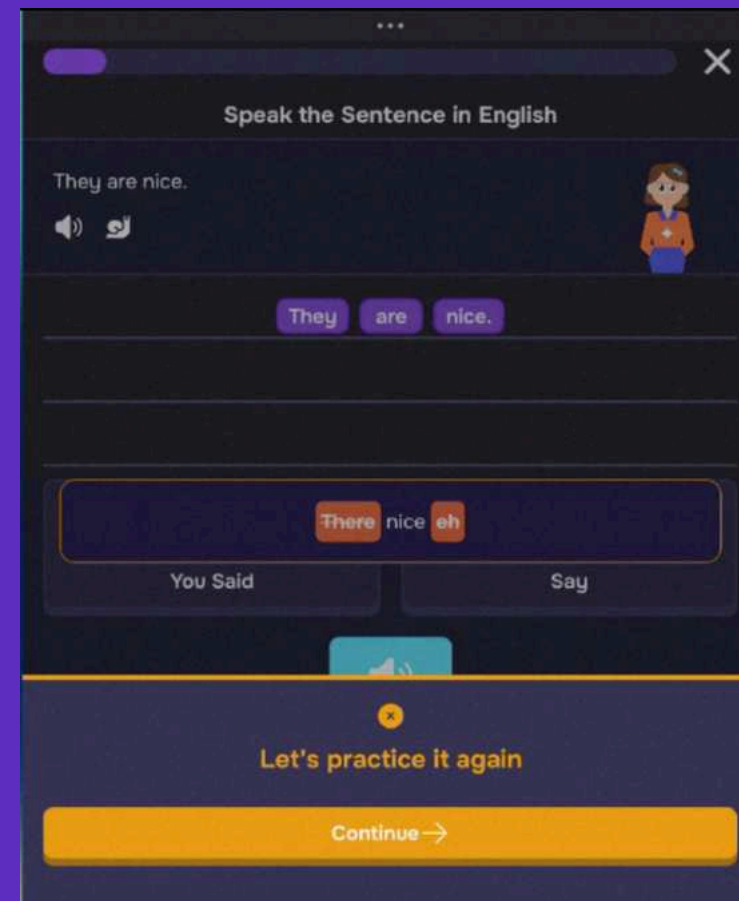 Speak the Sentence in English
They are nice.
They are nice.
There nice eh
You Said Say
Let's practice it again
Continue